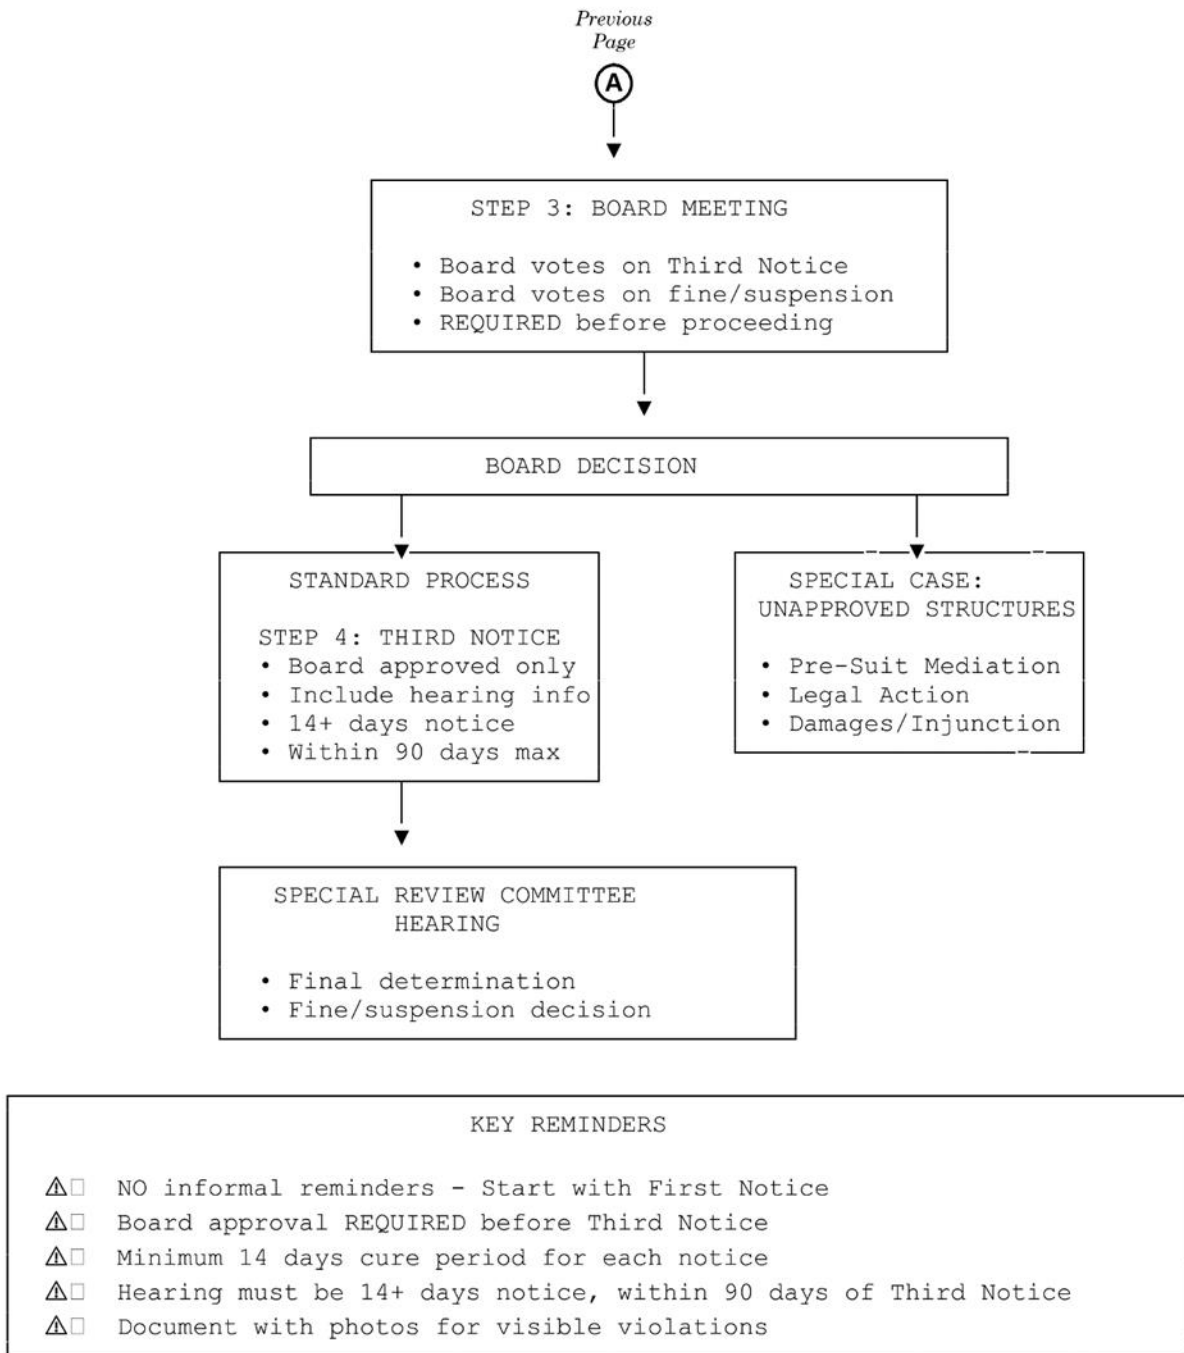 Previous
Page
A
STEP 3: BOARD MEETING
• Board votes on Third Notice
• Board votes on fine/suspension
• REQUIRED before proceeding
BOARD DECISION
STANDARD PROCESS
STEP 4: THIRD NOTICE
• Board approved only
• Include hearing info
• 14+ days notice
• Within 90 days max
SPECIAL CASE:
UNAPPROVED STRUCTURES
• Pre-Suit Mediation
• Legal Action
• Damages/Injunction
SPECIAL REVIEW COMMITTEE
HEARING
• Final determination
• Fine/suspension decision
KEY REMINDERS
⚠□ NO informal reminders - Start with First Notice
⚠□ Board approval REQUIRED before Third Notice
⚠□ Minimum 14 days cure period for each notice
⚠□ Hearing must be 14+ days notice, within 90 days of Third Notice
⚠□ Document with photos for visible violations